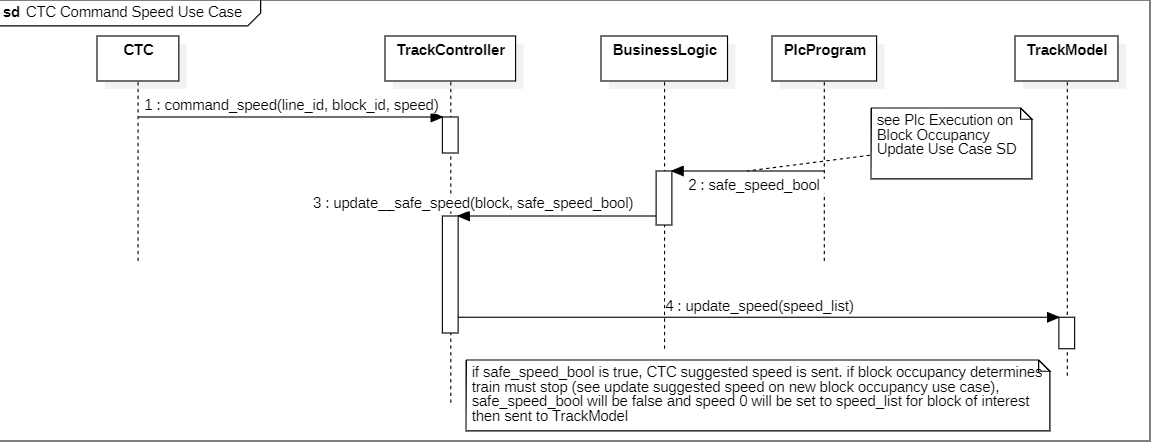 sd CTC Command Speed Use Case
CTC
TrackController
BusinessLogic
PlcProgram
TrackModel
1 : command_speed(line_id, block_id, speed)
see Plc Execution on
Block Occupancy
Update Use Case SD
2 : safe_speed_bool
3 : update__safe_speed(block, safe_speed_bool)
4 : update_speed(speed_list)
if safe_speed_bool is true, CTC suggested speed is sent. if block occupancy determines
train must stop (see update suggested speed on new block occupancy use case),
safe_speed_bool will be false and speed 0 will be set to speed_list for block of interest
then sent to TrackModel